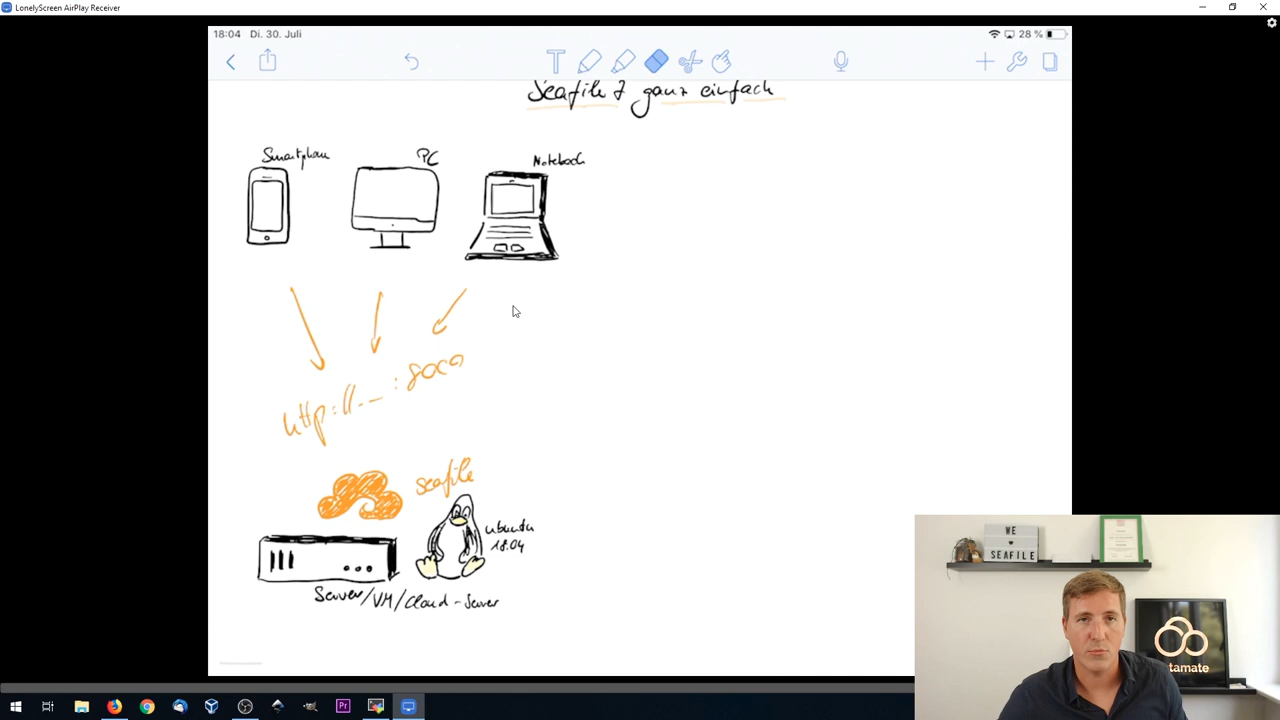 LonelyScreen AirPlay Receiver
18:04 Di. 30. Juli
28 %
Seafile 7 ganz einfach
Smartphone
PC
Notebook
http://__:8000
seafile
ubuntu
18.04
Server/VM/Cloud-Server
WE
♥
SEAFILE
tamate